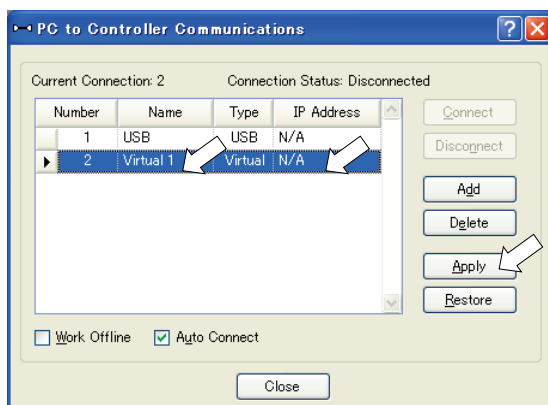 PC to Controller Communications
Current Connection: 2 Connection Status: Disconnected
Number Name Type IP Address
1 USB USB N/A
2 Virtual 1 Virtual N/A
Connect
Disconnect
Add
Delete
Apply
Restore
Work Offline Auto Connect
Close